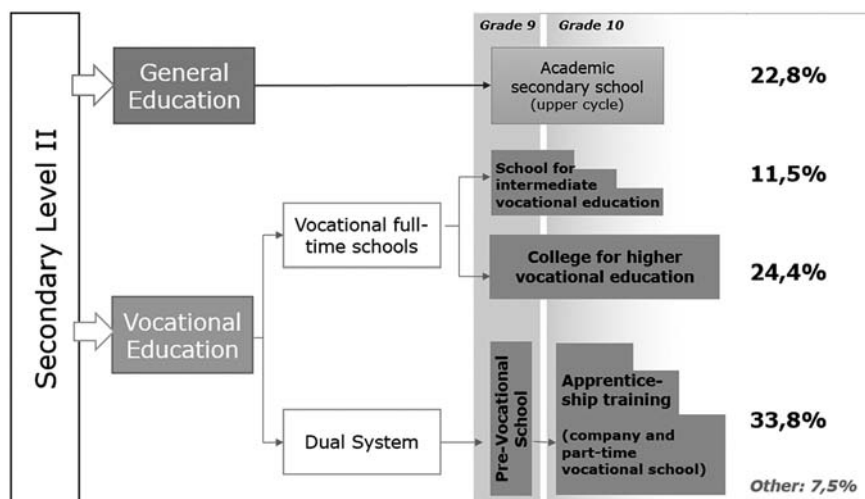 Grade 9
Grade 10
Secondary Level II
General
Education
Academic
secondary school
(upper cycle)
22,8%
School for
intermediate
vocational education
11,5%
Vocational full-
time schools
College for higher
vocational education
24,4%
Vocational
Education
Dual System
Pre-Vocational
School
Apprentice-
ship training
(company and
part-time
vocational school)
33,8%
Other: 7,5%